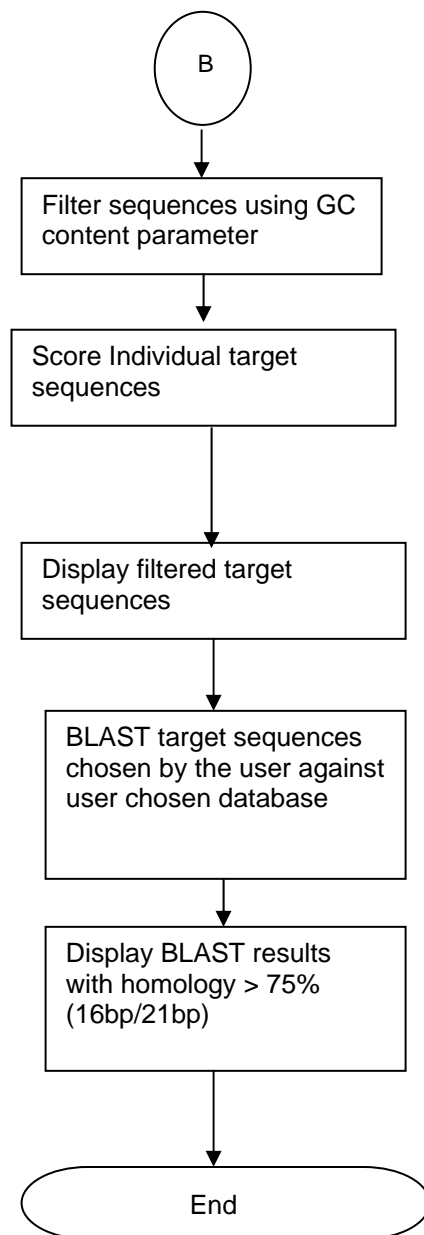 B
Filter sequences using GC
content parameter
Score Individual target
sequences
Display filtered target
sequences
BLAST target sequences
chosen by the user against
user chosen database
Display BLAST results
with homology > 75%
(16bp/21bp)
End